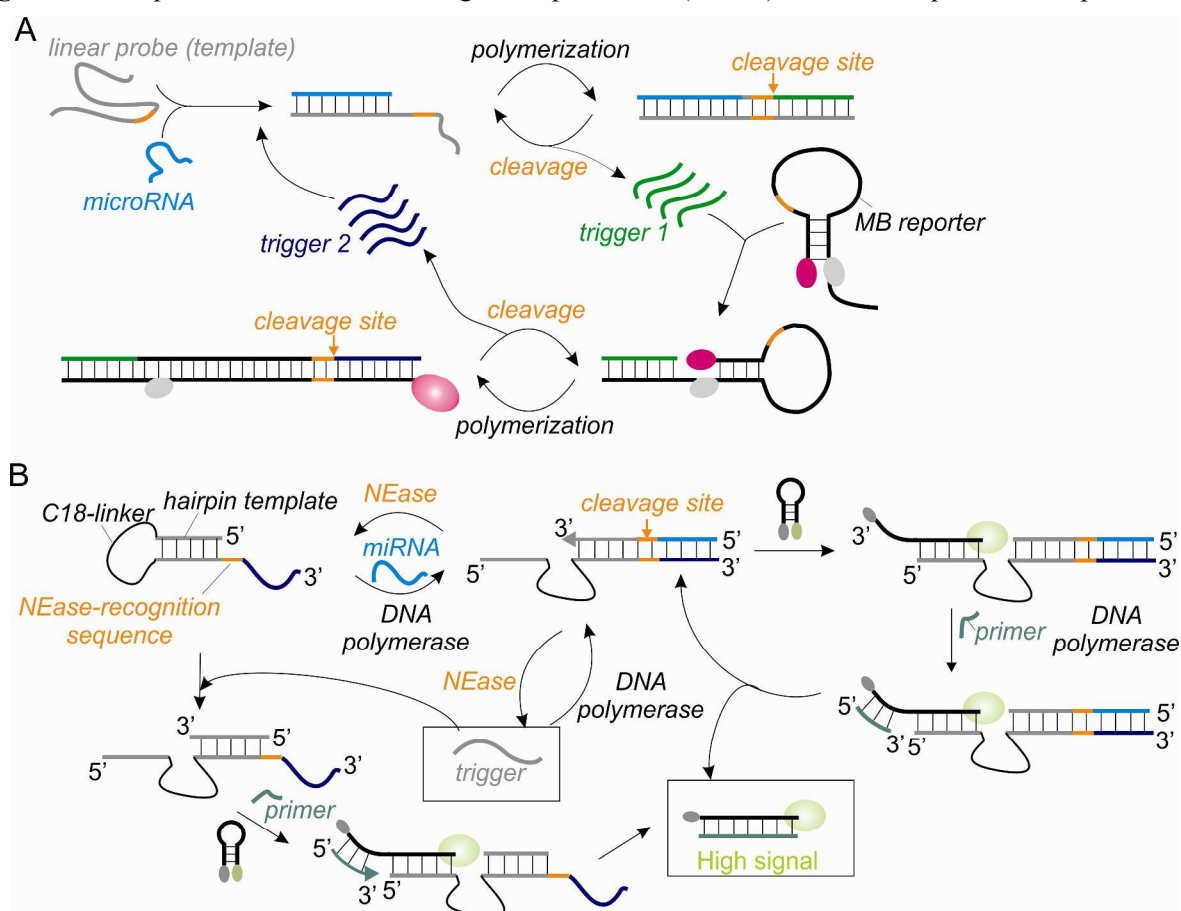 A
linear probe (template)
polymerization
cleavage site
cleavage
microRNA
trigger 2
trigger 1
MB reporter
cleavage site
cleavage
polymerization
B
C18-linker
hairpin template
5'
3'
NEase-recognition
sequence
NEase
miRNA
DNA
polymerase
cleavage site
3'
5'
5'
3'
3'
5'
5'
3'
primer
DNA
polymerase
NEase
DNA
polymerase
trigger
5'
3'
5'
5'
3'
3'
5'
5'
3'
primer
5'
3'
High signal